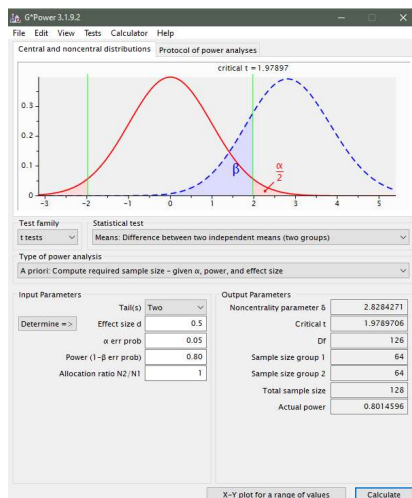 G*Power 3.1.9.2
File Edit View Tests Calculator Help
Central and noncentral distributions Protocol of power analyses
critical t = 1.97897
0.3
0.2
0.1
0
β
α
2
-3 -2 -1 0 1 2 3 4 5
Test family Statistical test
t tests Means: Difference between two independent means (two groups)
Type of power analysis
A priori: Compute required sample size – given α, power, and effect size
Input Parameters Output Parameters
Tail(s) Two Noncentrality parameter δ 2.8284271
Determine => Effect size d 0.5 Critical t 1.9789706
α err prob 0.05 Df 126
Power (1-β err prob) 0.80 Sample size group 1 64
Allocation ratio N2/N1 1 Sample size group 2 64
Total sample size 128
Actual power 0.8014596
X-Y plot for a range of values Calculate